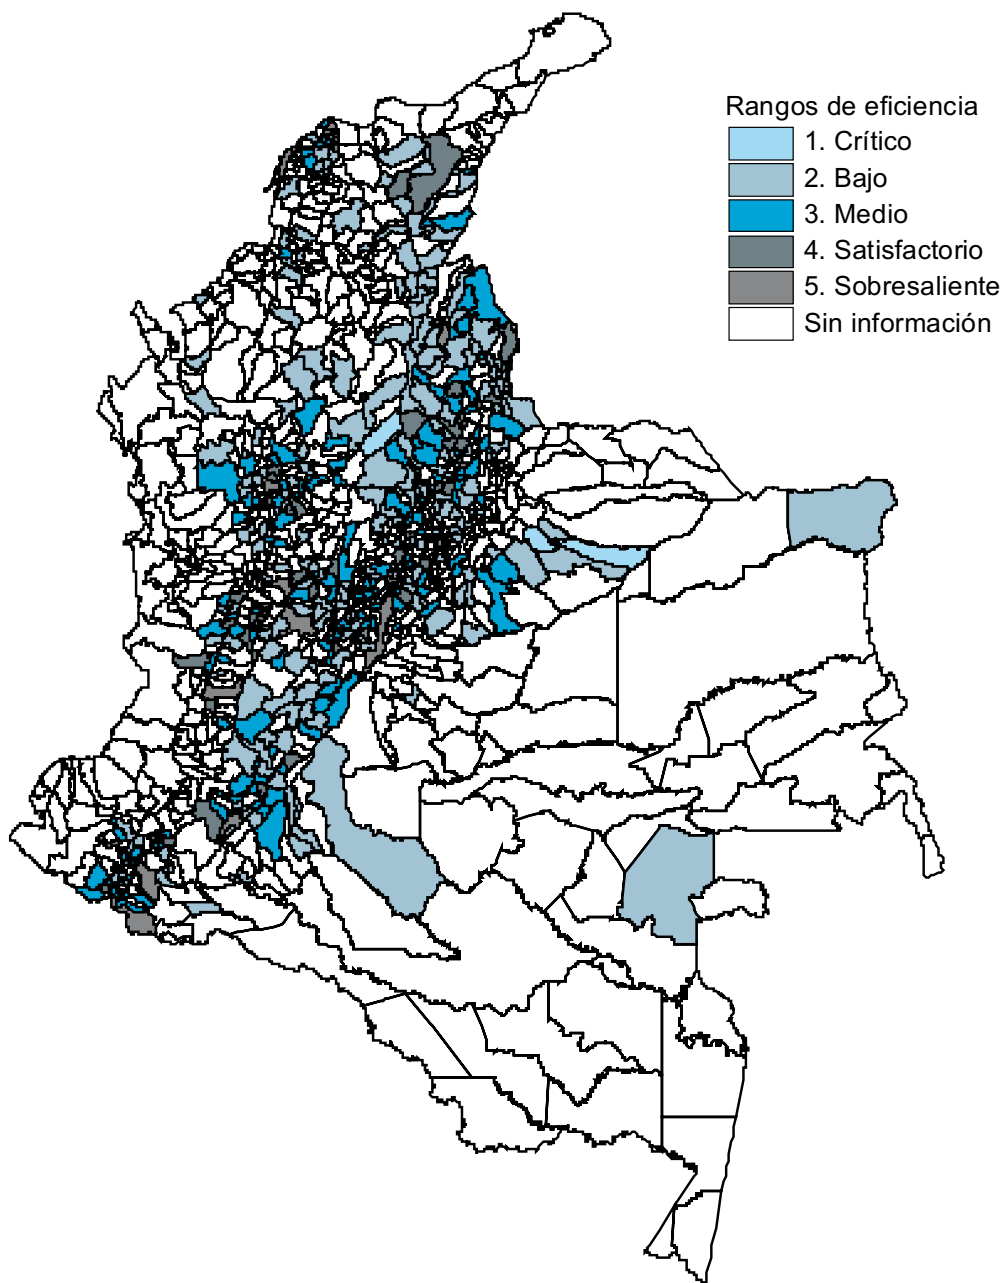 Rangos de eficiencia
1. Crítico
2. Bajo
3. Medio
4. Satisfactorio
5. Sobresaliente
Sin información